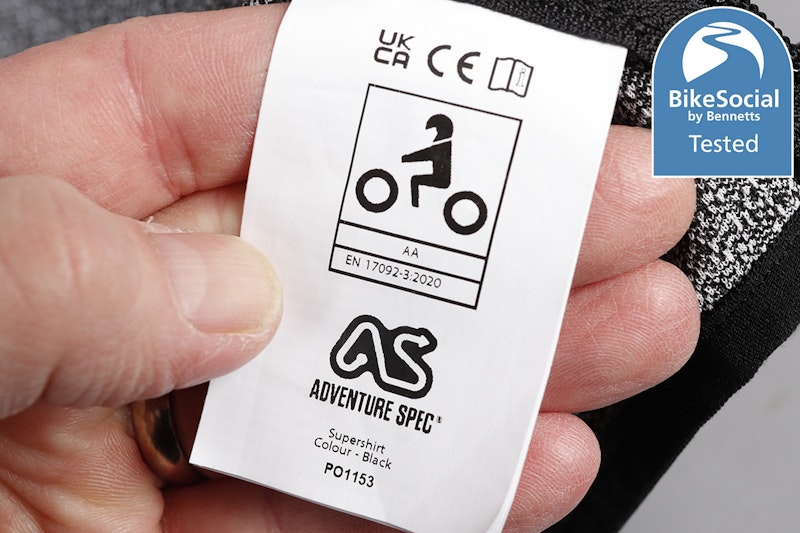 UK
CA CE
AA
EN 17092-3:2020
AS
ADVENTURE SPEC®
Supershirt
Colour - Black
PO1153
BikeSocial
by Bennetts
Tested